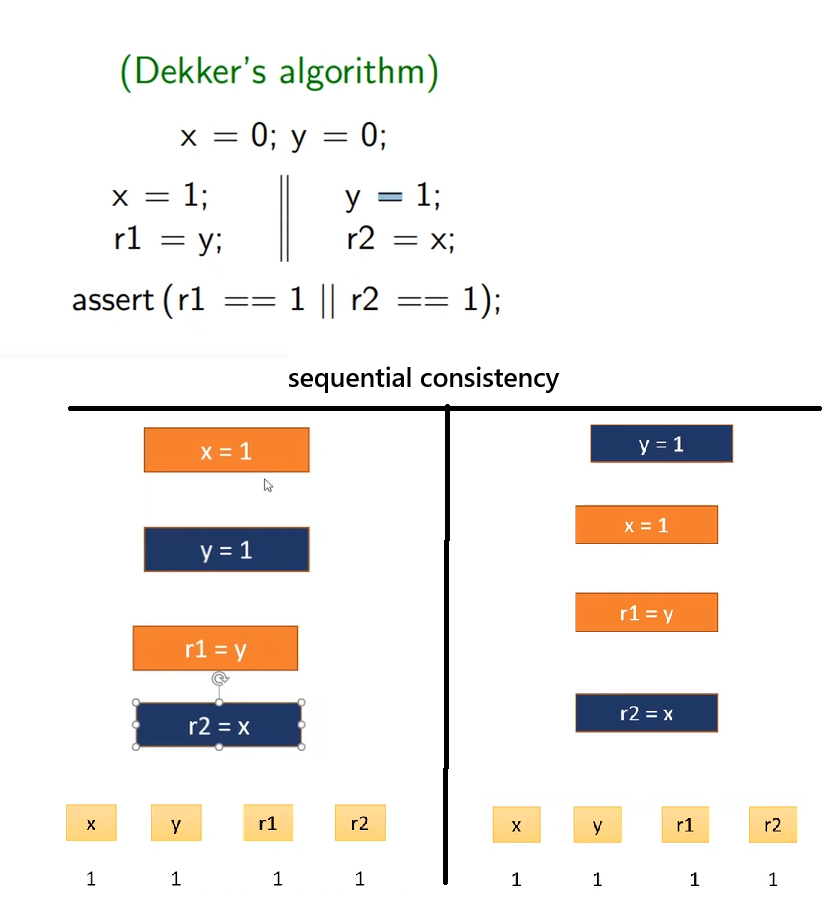 (Dekker's algorithm)
x = 0; y = 0;
x = 1; || y = 1;
r1 = y; || r2 = x;
assert (r1 == 1 || r2 == 1);
sequential consistency
x = 1
y = 1
r1 = y
r2 = x
x y r1 r2
1 1 1 1
y = 1
x = 1
r1 = y
r2 = x
x y r1 r2
1 1 1 1